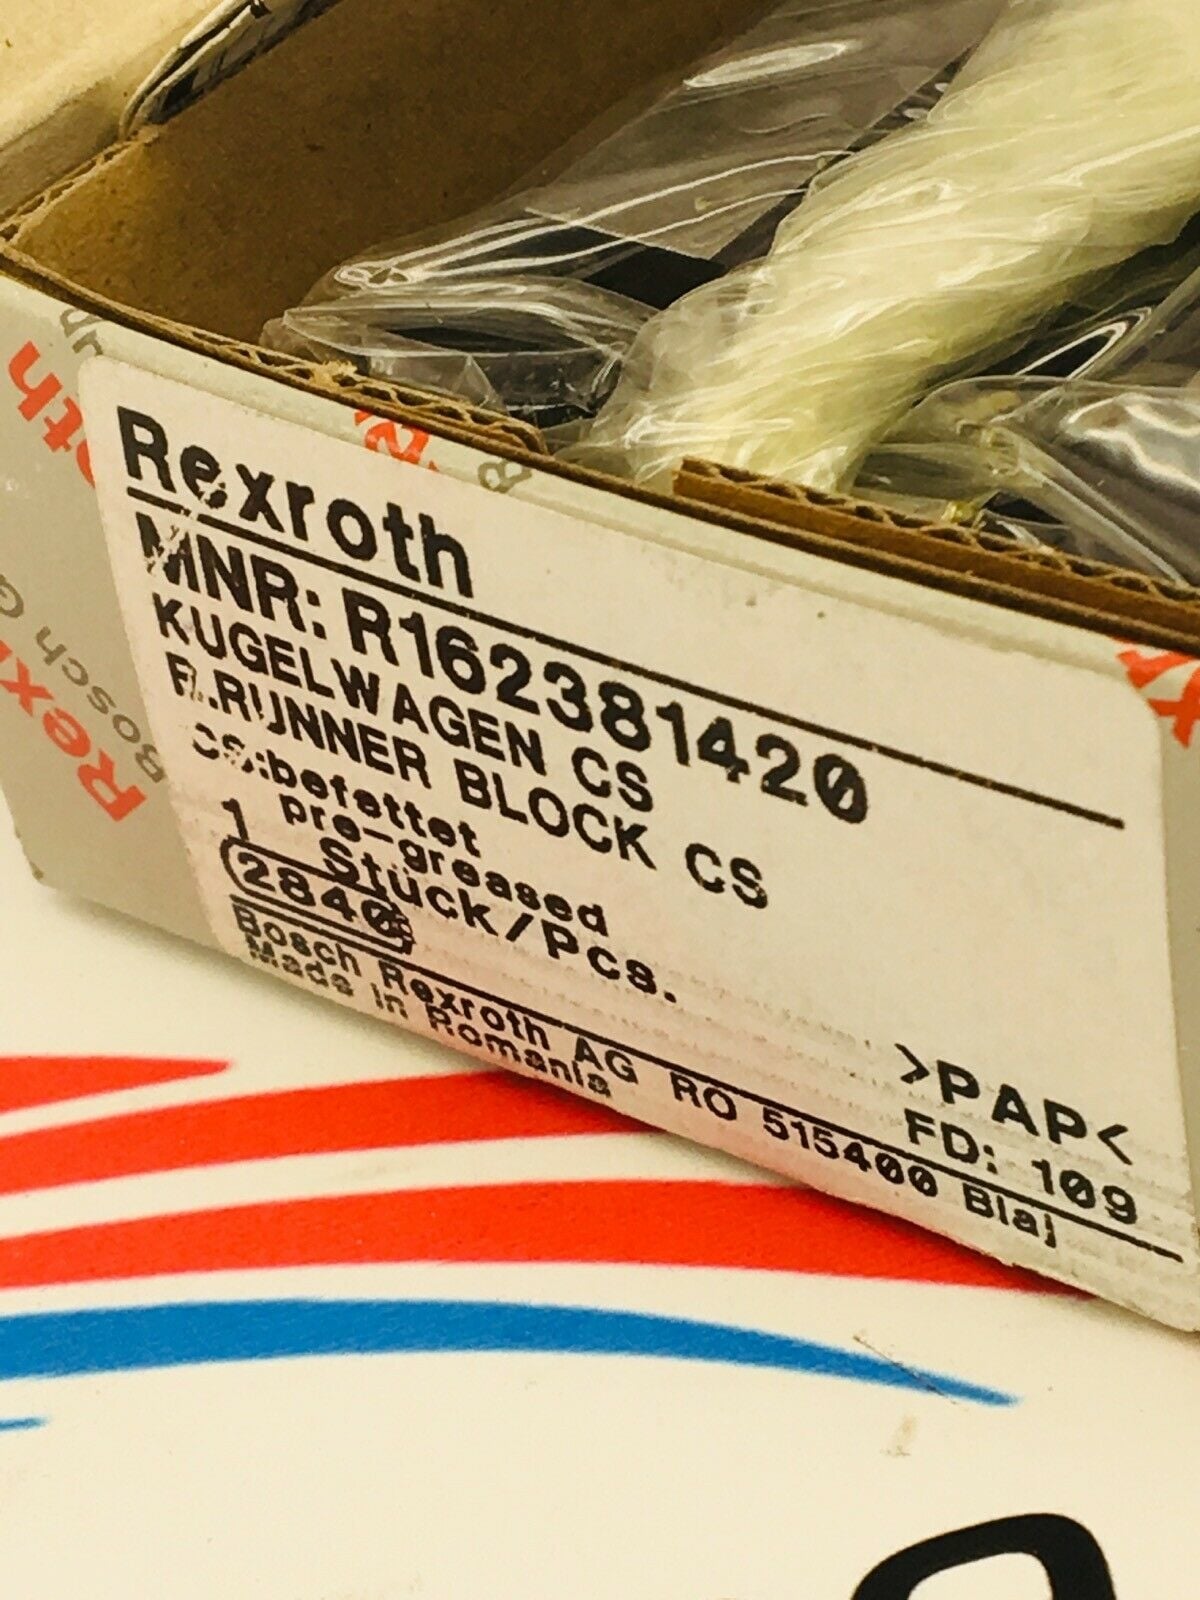 Rexroth
MNR: R162381420
KUGELWAGEN CS
R.RUNNER BLOCK CS
CS:befettet
pre-greased
1 Stück/Pcs.
2840
>PAP<
FD: 109
Bosch Rexroth AG RO 515400 Blaj
Made in Romania
Rexroth
Bosch